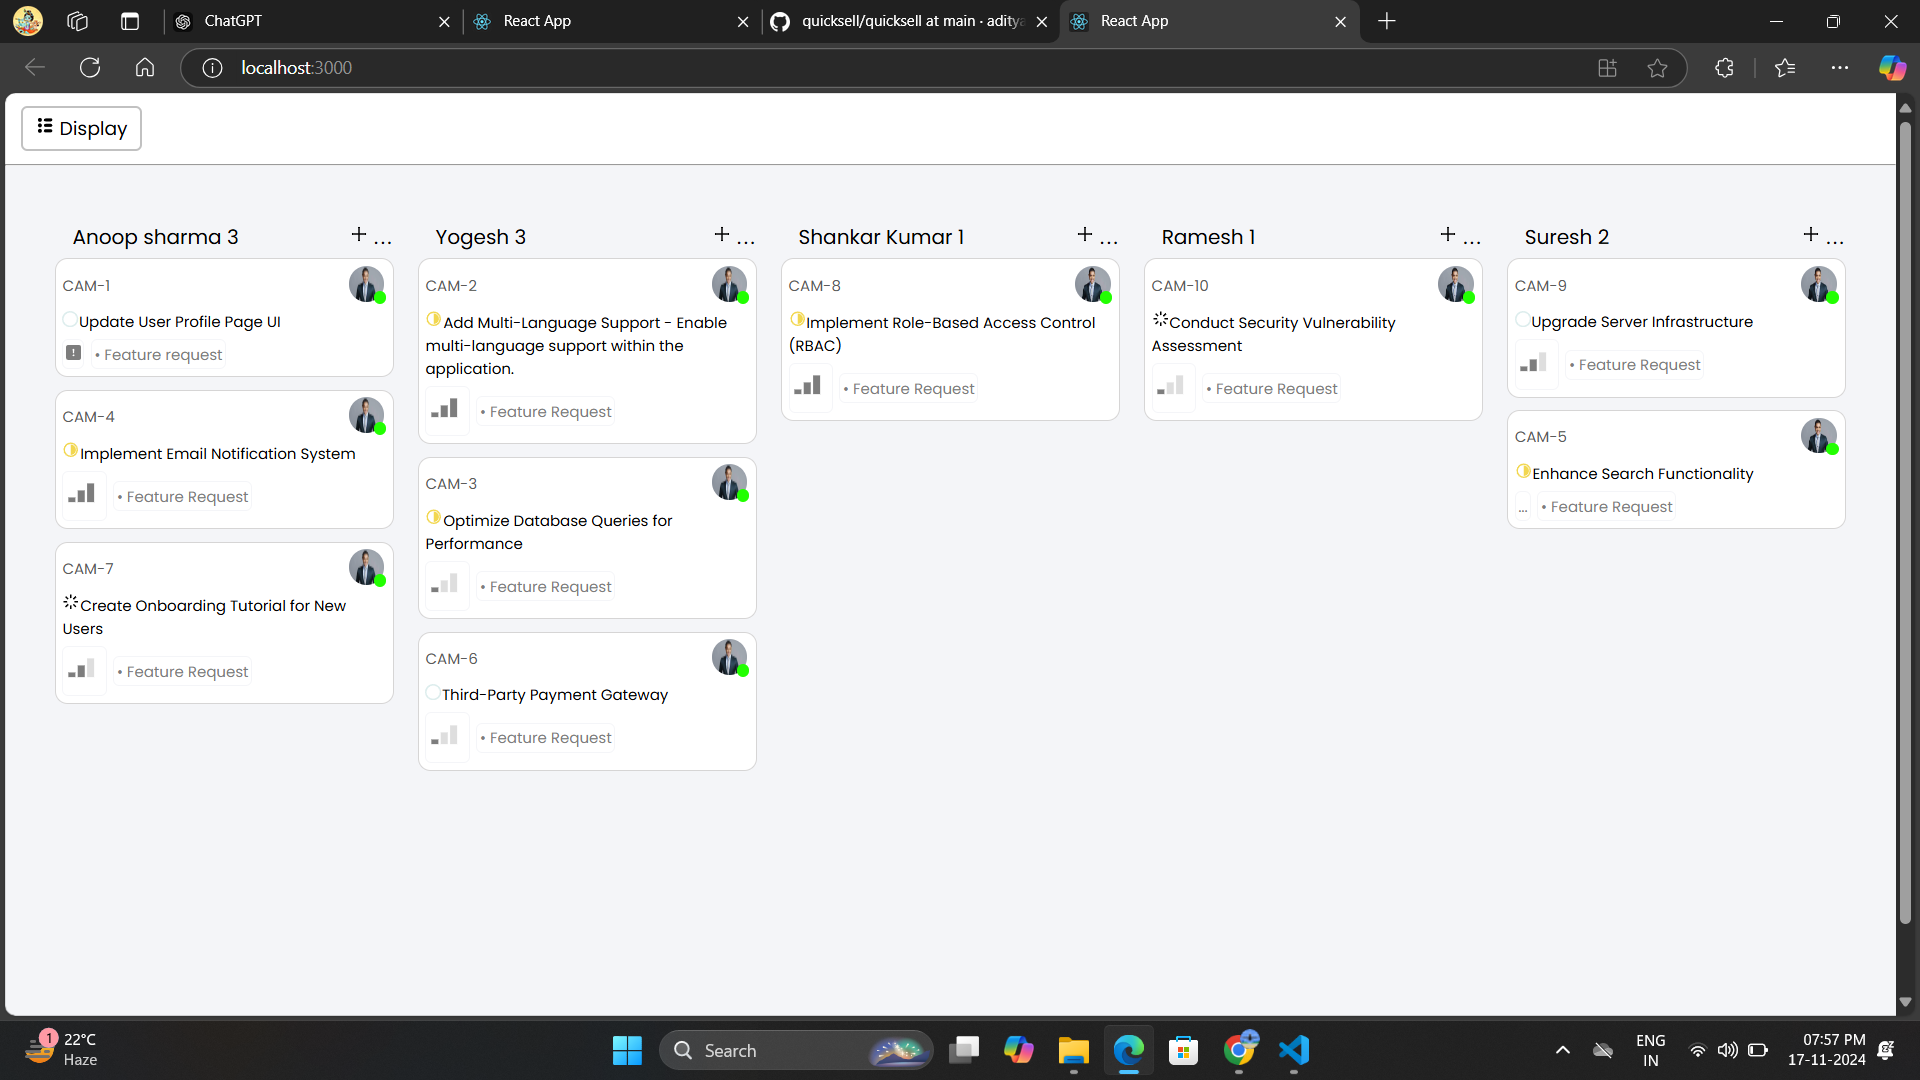 ChatGPT
React App
quicksell/quicksell at main · aditya
React App
localhost:3000
Display
Anoop sharma 3
+ ...
CAM-1
Update User Profile Page UI
! • Feature request
CAM-4
Implement Email Notification System
• Feature Request
CAM-7
Create Onboarding Tutorial for New
Users
• Feature Request
Yogesh 3
+ ...
CAM-2
Add Multi-Language Support - Enable
multi-language support within the
application.
• Feature Request
CAM-3
Optimize Database Queries for
Performance
• Feature Request
CAM-6
Third-Party Payment Gateway
• Feature Request
Shankar Kumar 1
+ ...
CAM-8
Implement Role-Based Access Control
(RBAC)
• Feature Request
Ramesh 1
+ ...
CAM-10
Conduct Security Vulnerability
Assessment
• Feature Request
Suresh 2
+ ...
CAM-9
Upgrade Server Infrastructure
• Feature Request
CAM-5
Enhance Search Functionality
... • Feature Request
1
22°C
Haze
Search
ENG
IN
07:57 PM
17-11-2024